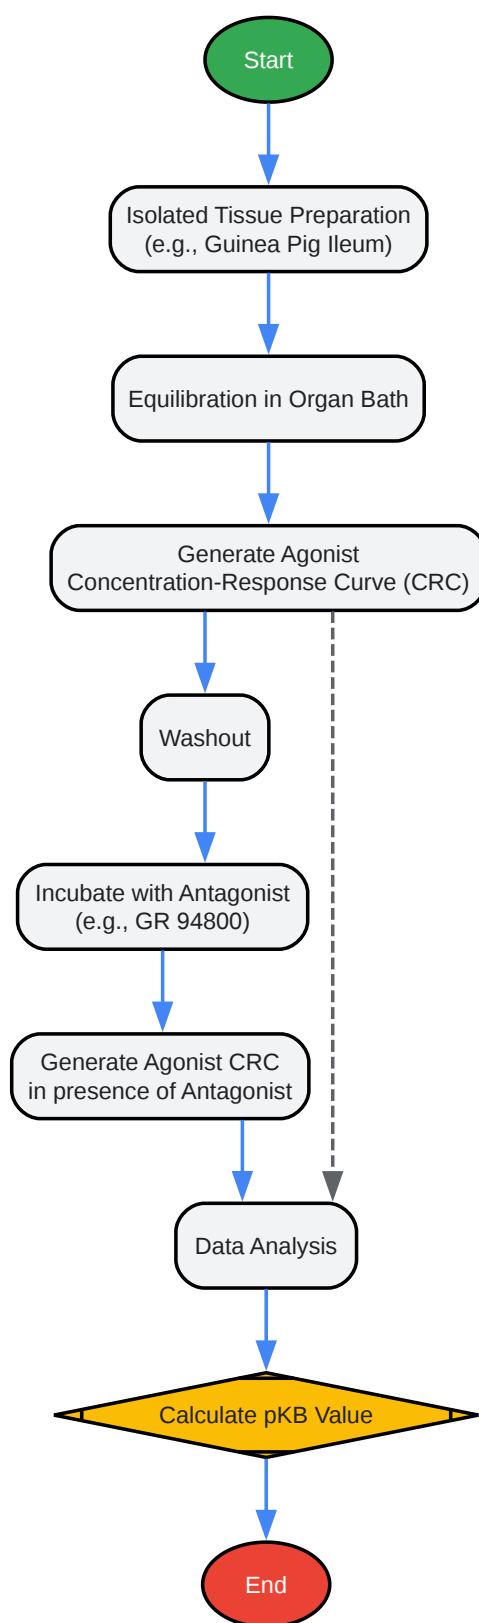 Start
Isolated Tissue Preparation
(e.g., Guinea Pig Ileum)
Equilibration in Organ Bath
Generate Agonist
Concentration-Response Curve (CRC)
Washout
Incubate with Antagonist
(e.g., GR 94800)
Generate Agonist CRC
in presence of Antagonist
Data Analysis
Calculate pKB Value
End